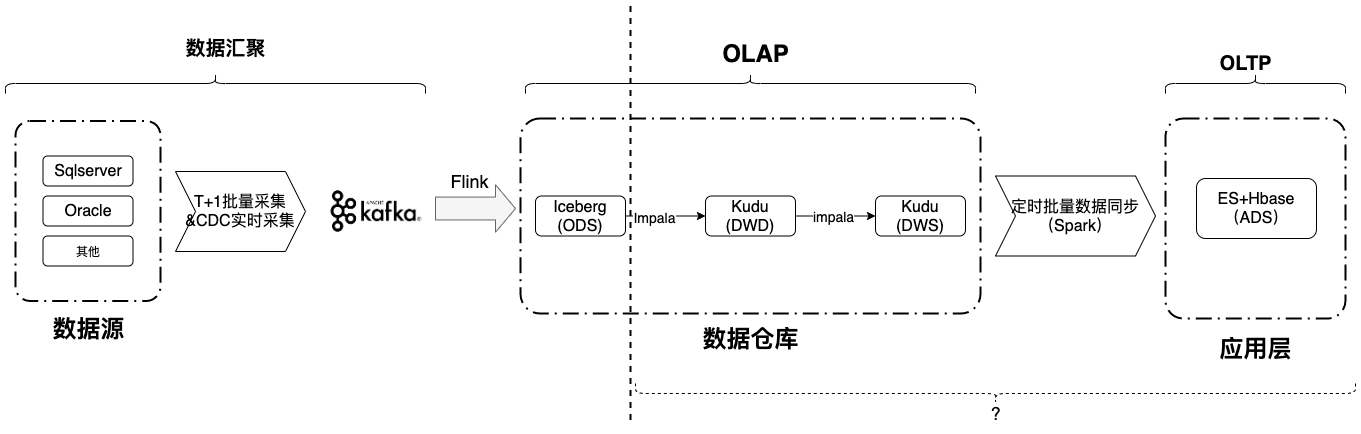 数据汇聚
OLAP
OLTP
Sqlserver
Oracle
其他
数据源
T+1批量采集
&CDC实时采集
APACHE
kafka®
Flink
Iceberg
(ODS)
Impala
Kudu
(DWD)
impala
Kudu
(DWS)
数据仓库
定时批量数据同步
（Spark）
ES+Hbase
(ADS)
应用层
?